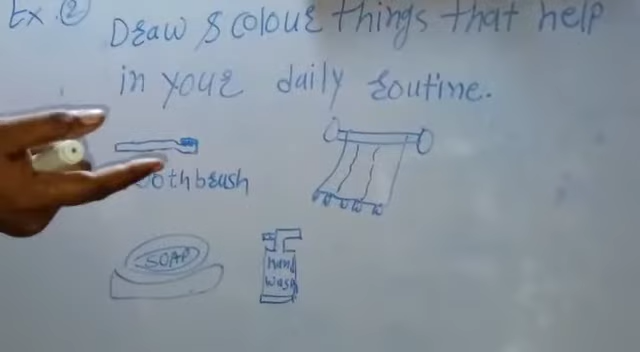 Ex. ②
Draw & colour things that help
in your daily routine.
oothbrush
SOAP
Hand
Wash